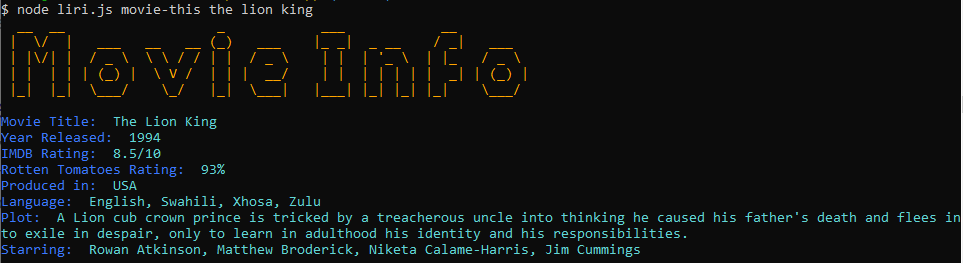 $ node liri.js movie-this the lion king
Movie Info
Movie Title:  The Lion King
Year Released:  1994
IMDB Rating:  8.5/10
Rotten Tomatoes Rating:  93%
Produced in:  USA
Language:  English, Swahili, Xhosa, Zulu
Plot:  A Lion cub crown prince is tricked by a treacherous uncle into thinking he caused his father's death and flees in
to exile in despair, only to learn in adulthood his identity and his responsibilities.
Starring:  Rowan Atkinson, Matthew Broderick, Niketa Calame-Harris, Jim Cummings